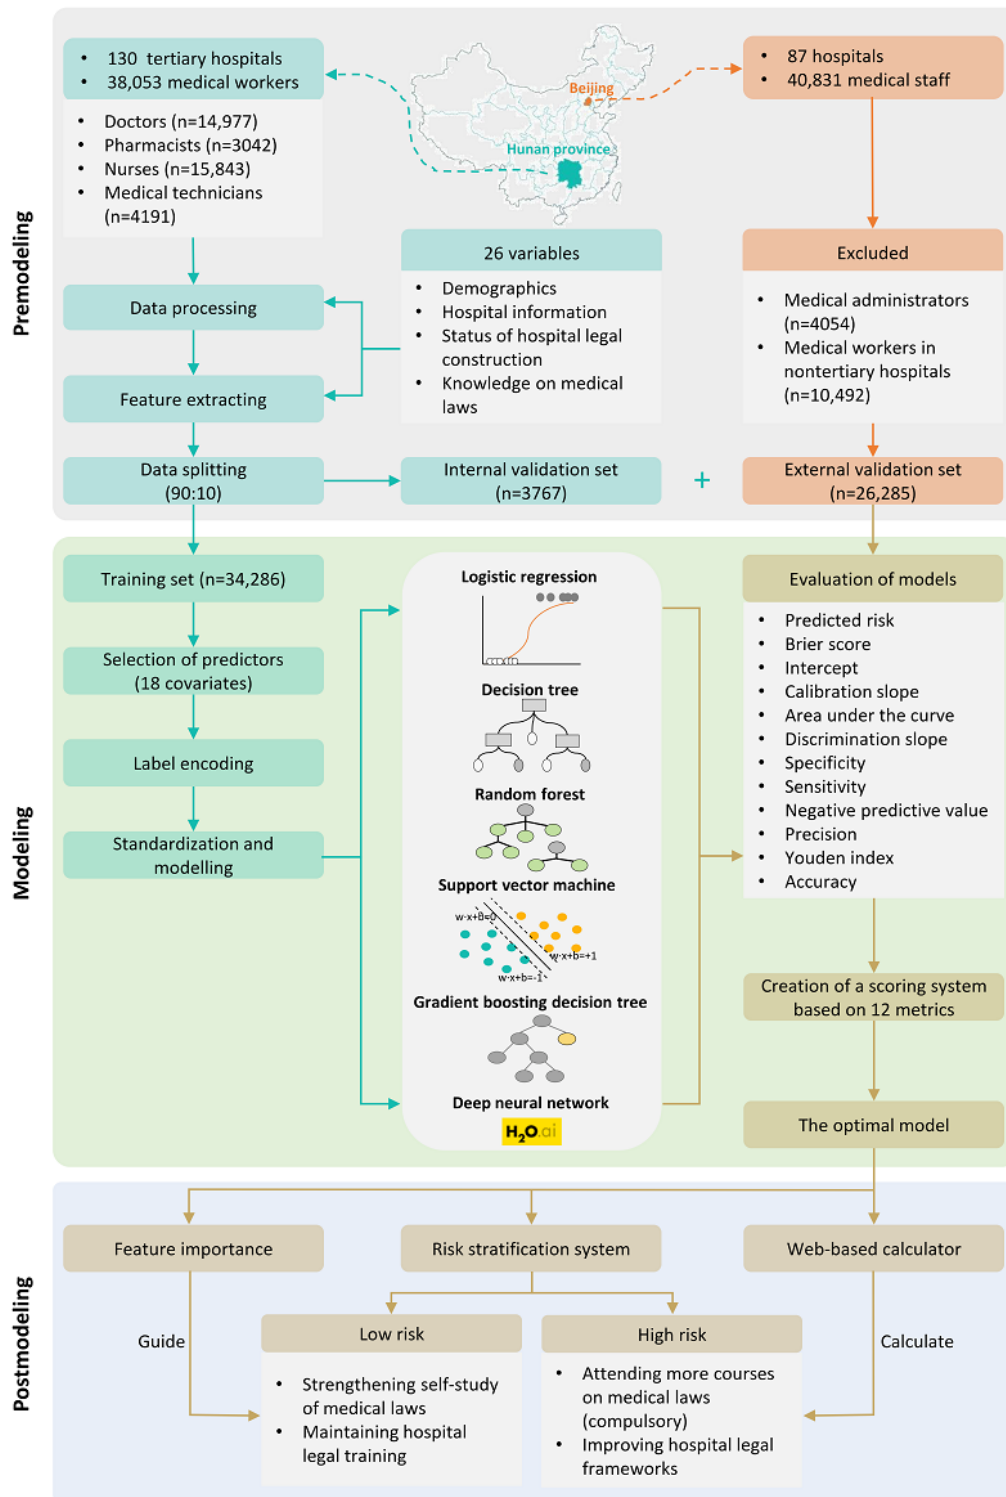 Premodeling
• 130 tertiary hospitals
• 38,053 medical workers
• Doctors (n=14,977)
• Pharmacists (n=3042)
• Nurses (n=15,843)
• Medical technicians
(n=4191)
Beijing
Hunan province
• 87 hospitals
• 40,831 medical staff
Data processing
Feature extracting
26 variables
• Demographics
• Hospital information
• Status of hospital legal
construction
• Knowledge on medical
laws
Excluded
• Medical administrators
(n=4054)
• Medical workers in
nontertiary hospitals
(n=10,492)
Data splitting
(90:10)
Internal validation set
(n=3767)
+
External validation set
(n=26,285)
Modeling
Training set (n=34,286)
Selection of predictors
(18 covariates)
Label encoding
Standardization and
modelling
Logistic regression
Decision tree
Random forest
Support vector machine
w·x+b=0
w·x+b=+1
w·x+b=-1
Gradient boosting decision tree
Deep neural network
H2O.ai
Evaluation of models
• Predicted risk
• Brier score
• Intercept
• Calibration slope
• Area under the curve
• Discrimination slope
• Specificity
• Sensitivity
• Negative predictive value
• Precision
• Youden index
• Accuracy
Creation of a scoring system
based on 12 metrics
The optimal model
Postmodeling
Feature importance
Risk stratification system
Web-based calculator
Guide
Low risk
• Strengthening self-study
of medical laws
• Maintaining hospital
legal training
High risk
• Attending more courses
on medical laws
(compulsory)
• Improving hospital legal
frameworks
Calculate